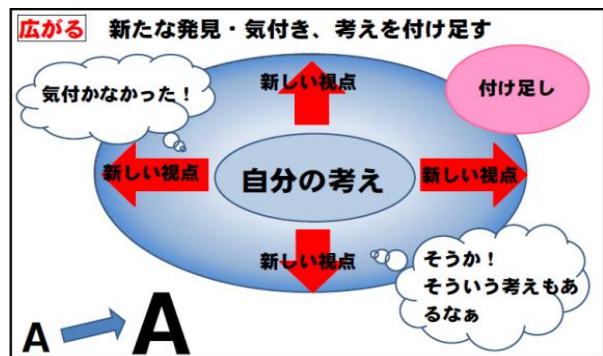 広がる 新たな発見・気付き、考えを付け足す
気付かなかった！
新しい視点
付け足し
新しい視点
自分の考え
新しい視点
新しい視点
そうか！
そういう考えもあ
るなぁ
A
A